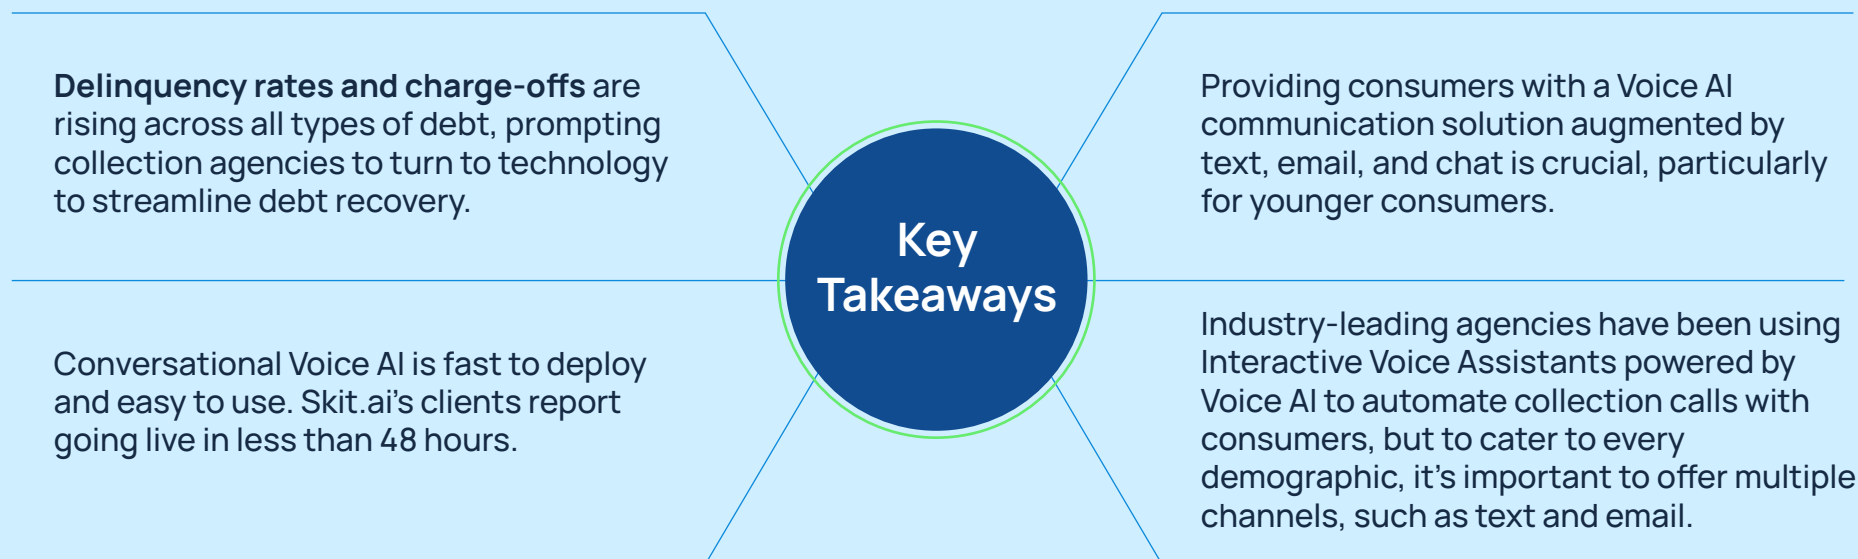 Delinquency rates and charge-offs are
rising across all types of debt, prompting
collection agencies to turn to technology
to streamline debt recovery.
Conversational Voice AI is fast to deploy
and easy to use. Skit.ai’s clients report
going live in less than 48 hours.
Key
Takeaways
Providing consumers with a Voice AI
communication solution augmented by
text, email, and chat is crucial, particularly
for younger consumers.
Industry-leading agencies have been using
Interactive Voice Assistants powered by
Voice AI to automate collection calls with
consumers, but to cater to every
demographic, it’s important to offer multiple
channels, such as text and email.